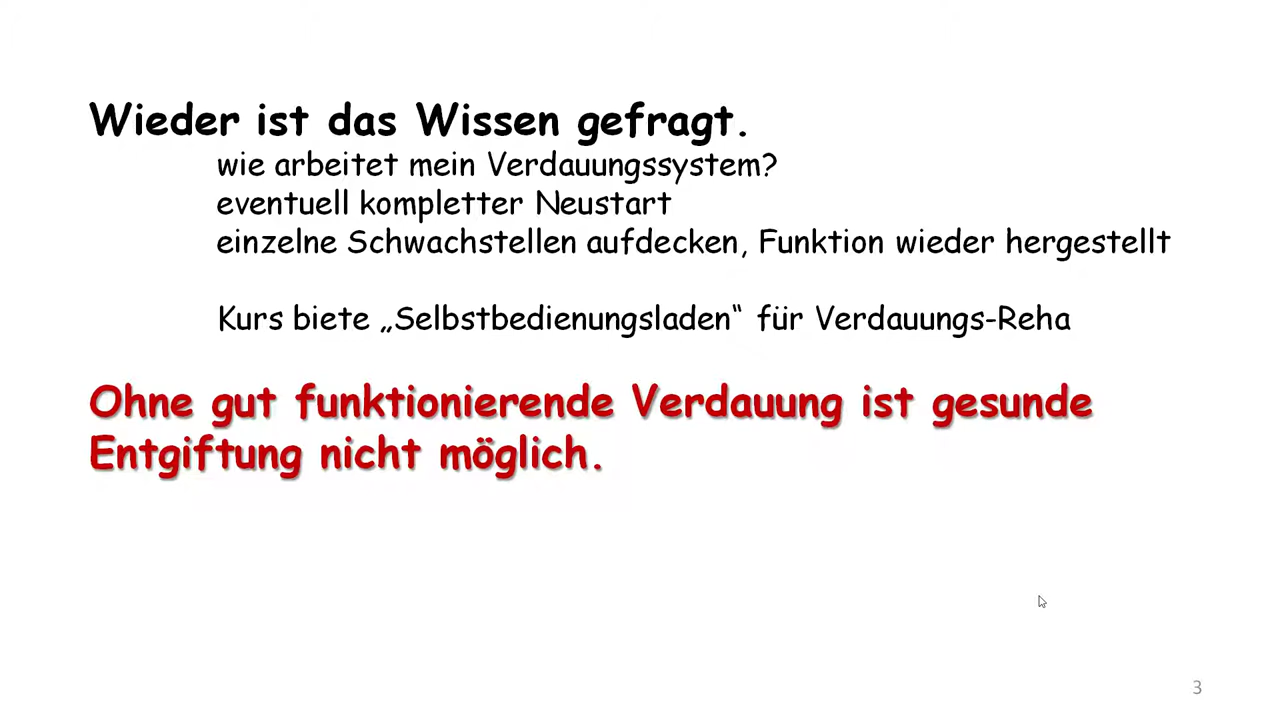 Wieder ist das Wissen gefragt.
wie arbeitet mein Verdauungssystem?
eventuell kompletter Neustart
einzelne Schwachstellen aufdecken, Funktion wieder hergestellt
Kurs biete „Selbstbedienungsladen“ für Verdauungs-Reha
Ohne gut funktionierende Verdauung ist gesunde
Entgiftung nicht möglich.
3